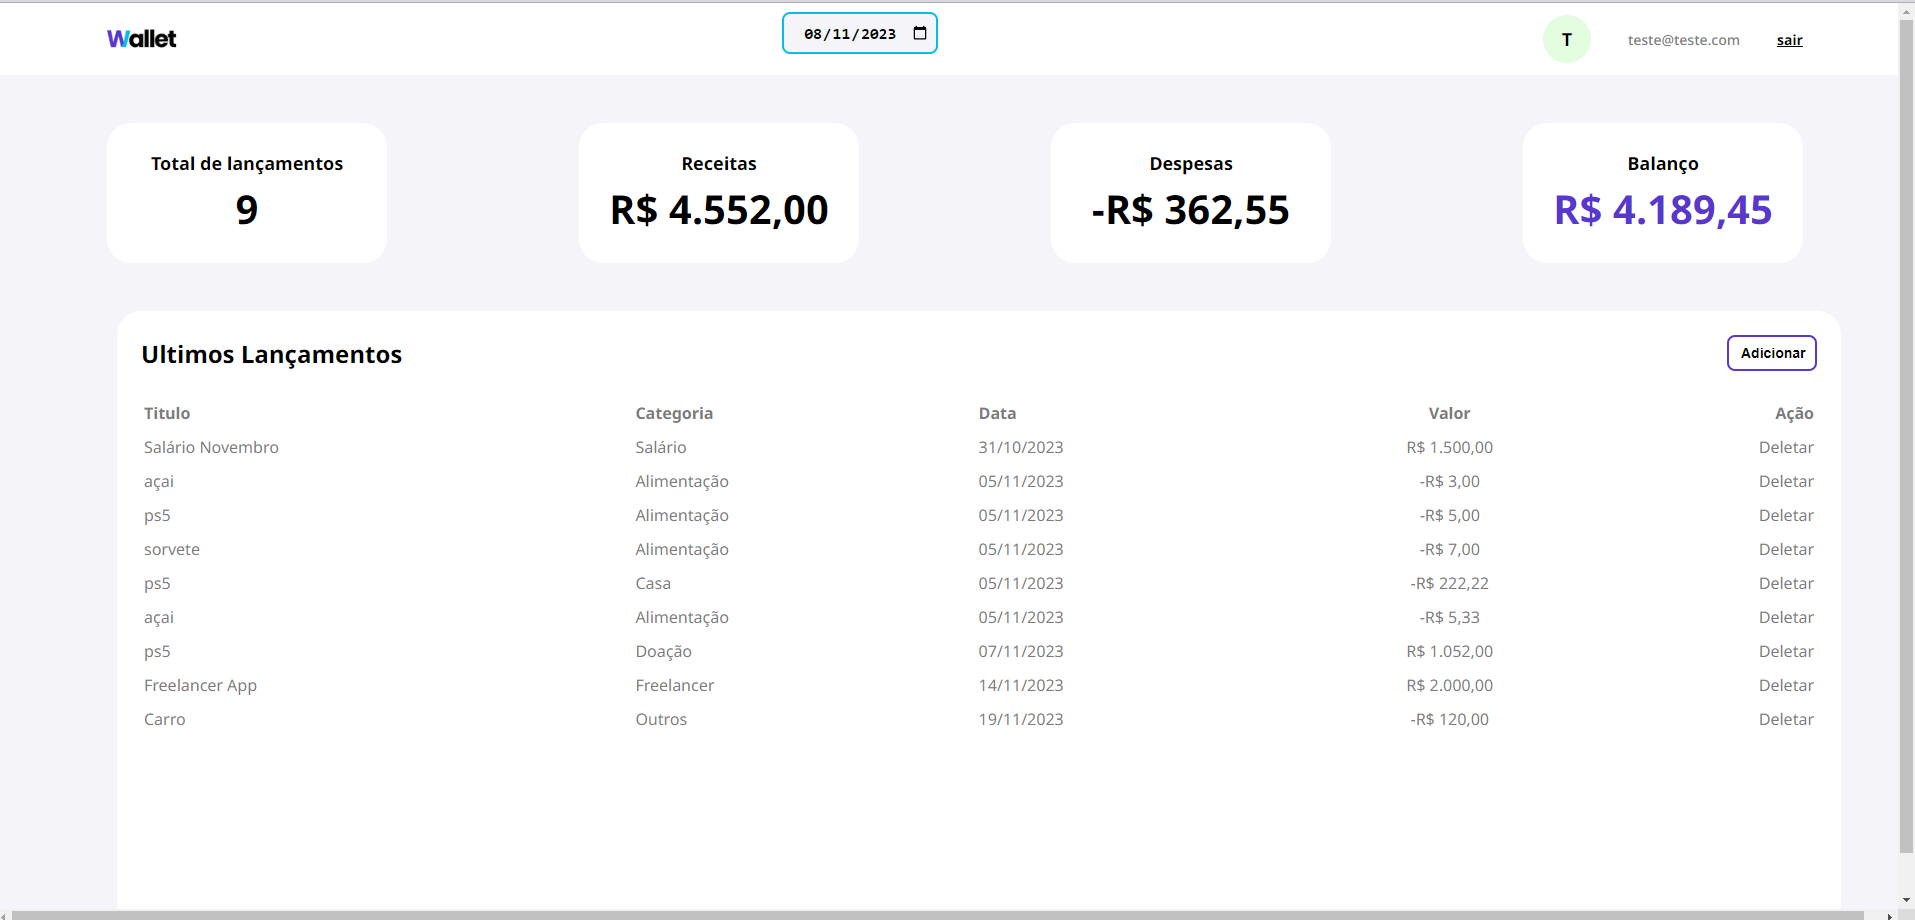 Wallet
08/11/2023
T
teste@teste.com
sair
Total de lançamentos
9
Receitas
R$ 4.552,00
Despesas
-R$ 362,55
Balanço
R$ 4.189,45
Ultimos Lançamentos
Adicionar
Titulo Categoria Data Valor Ação
Salário Novembro Salário 31/10/2023 R$ 1.500,00 Deletar
açai Alimentação 05/11/2023 -R$ 3,00 Deletar
ps5 Alimentação 05/11/2023 -R$ 5,00 Deletar
sorvete Alimentação 05/11/2023 -R$ 7,00 Deletar
ps5 Casa 05/11/2023 -R$ 222,22 Deletar
açai Alimentação 05/11/2023 -R$ 5,33 Deletar
ps5 Doação 07/11/2023 R$ 1.052,00 Deletar
Freelancer App Freelancer 14/11/2023 R$ 2.000,00 Deletar
Carro Outros 19/11/2023 -R$ 120,00 Deletar